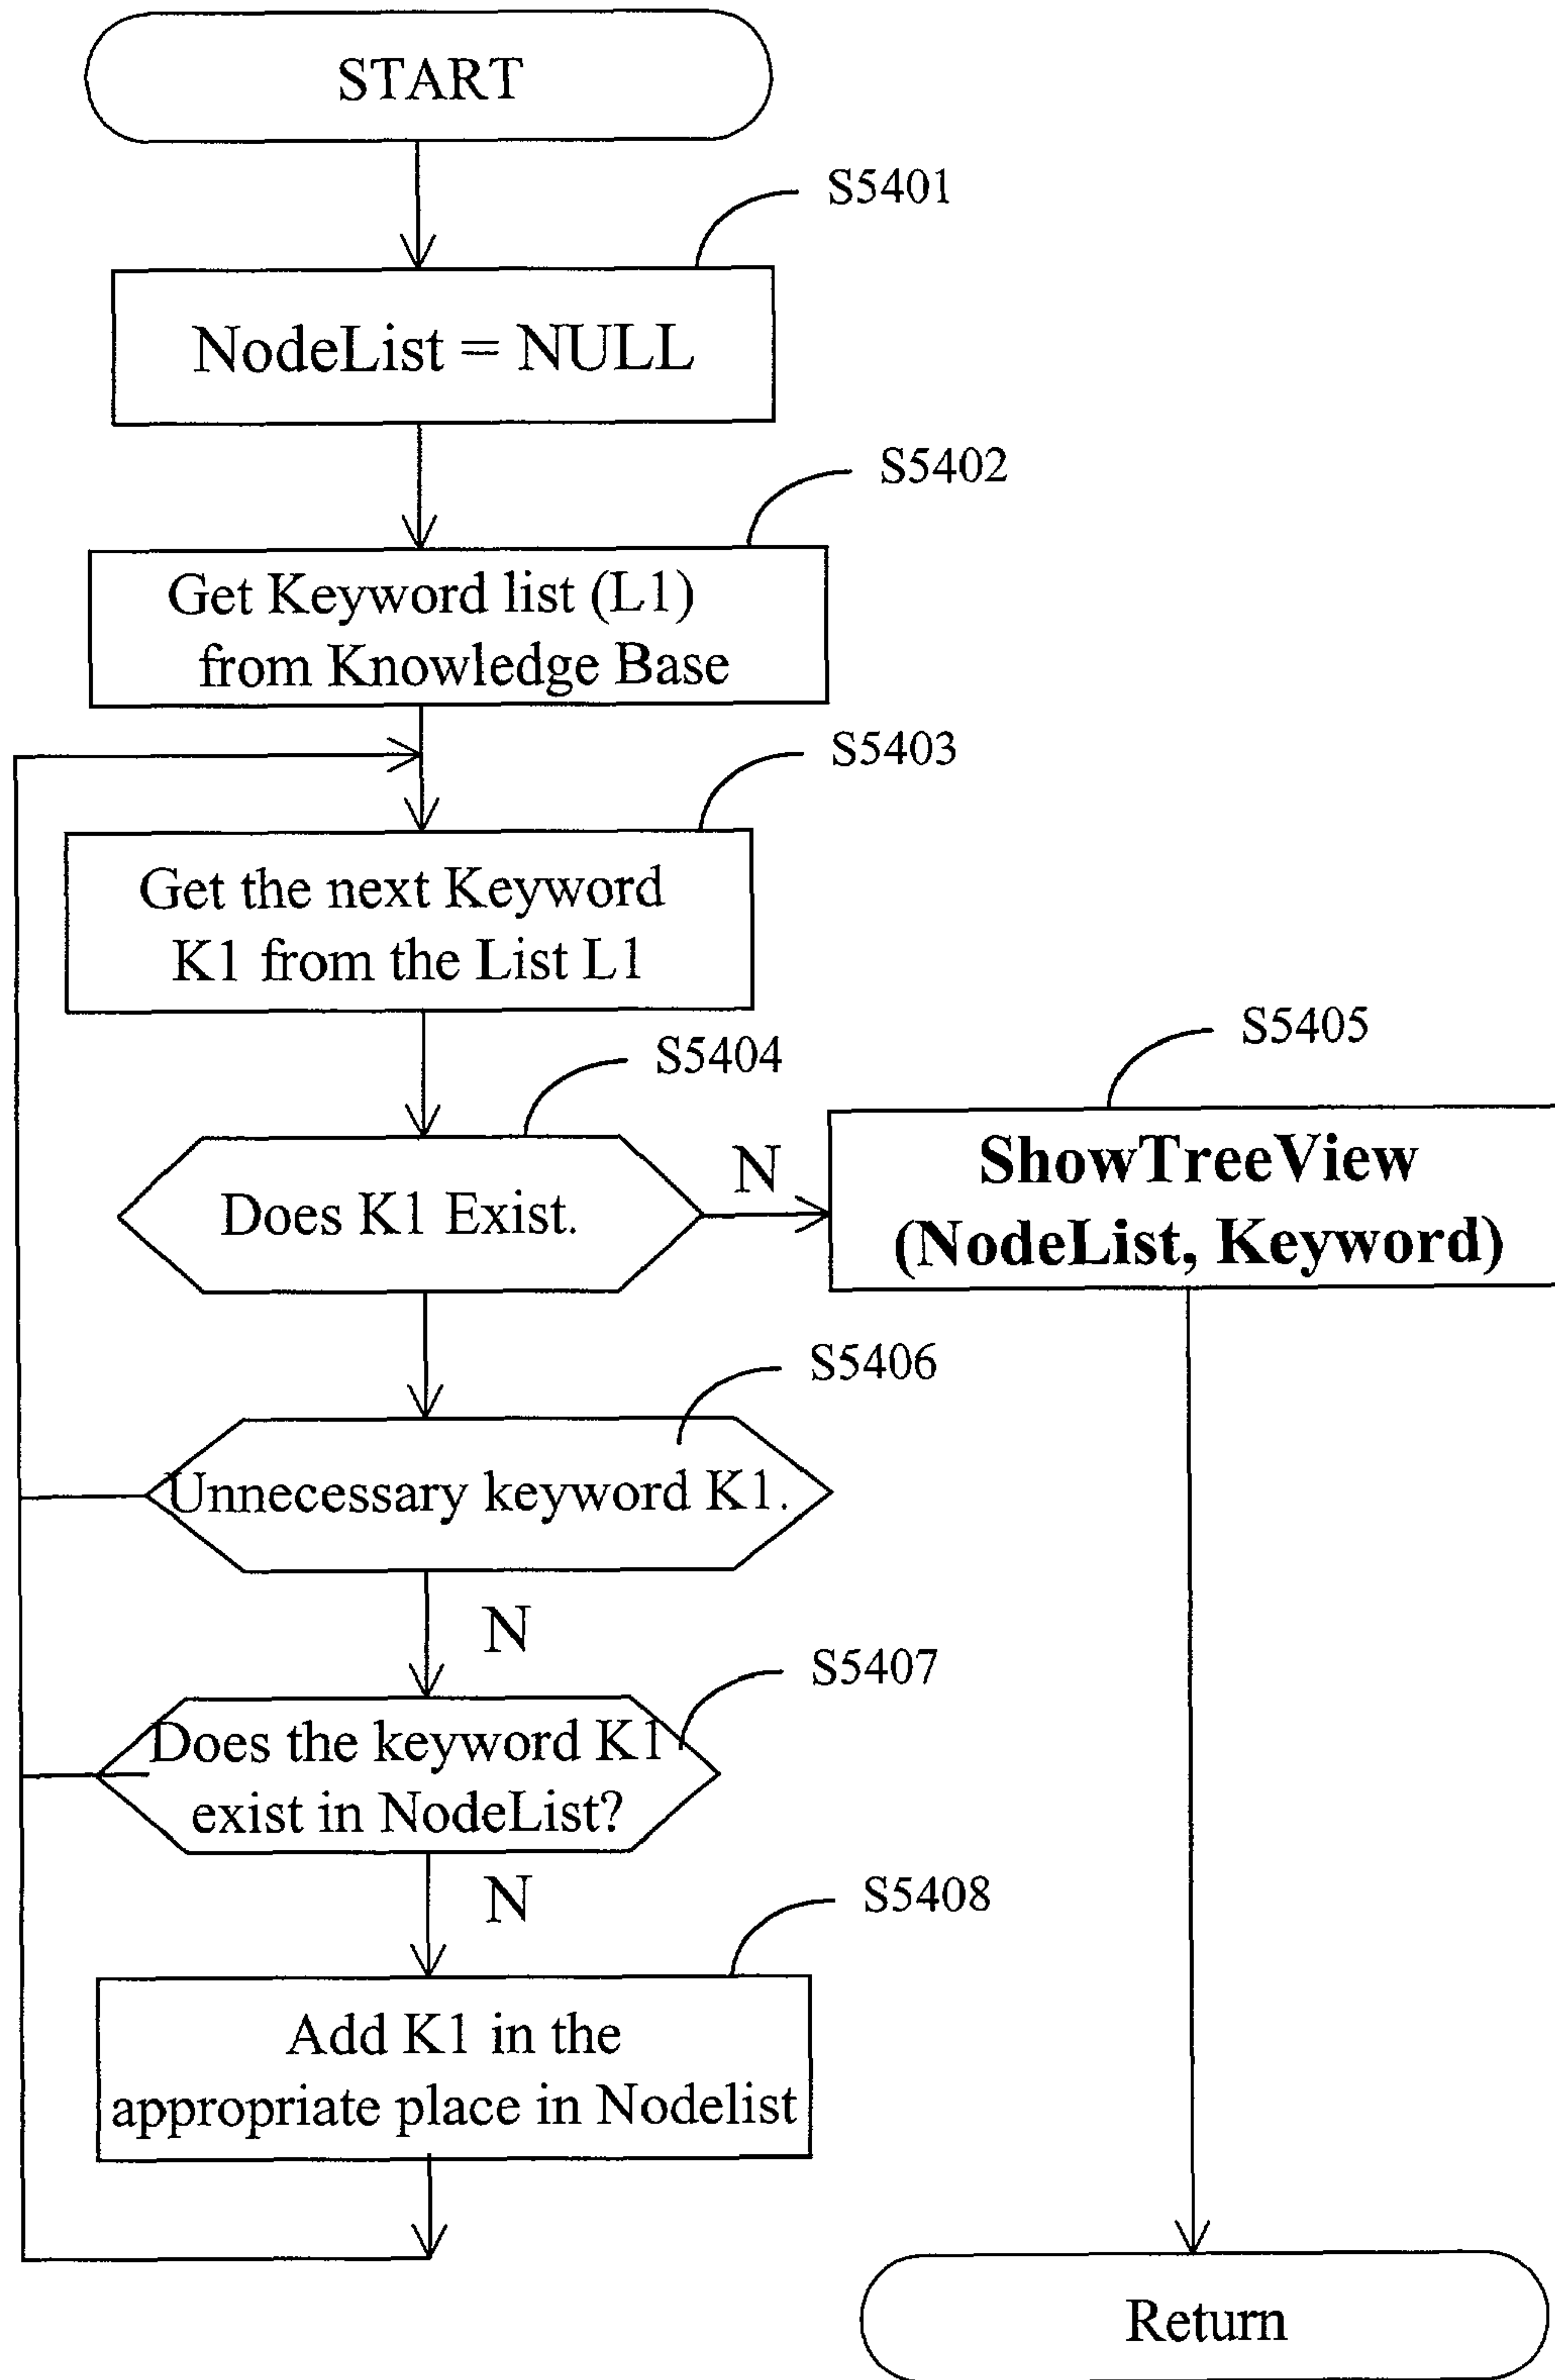 START
S5401
NodeList = NULL
S5402
Get Keyword list (L1)
from Knowledge Base
S5403
Get the next Keyword
K1 from the List L1
S5404
S5405
Does K1 Exist.
N
ShowTreeView
(NodeList, Keyword)
S5406
Unnecessary keyword K1.
N
S5407
Does the keyword K1
exist in NodeList?
N
S5408
Add K1 in the
appropriate place in Nodelist
Return